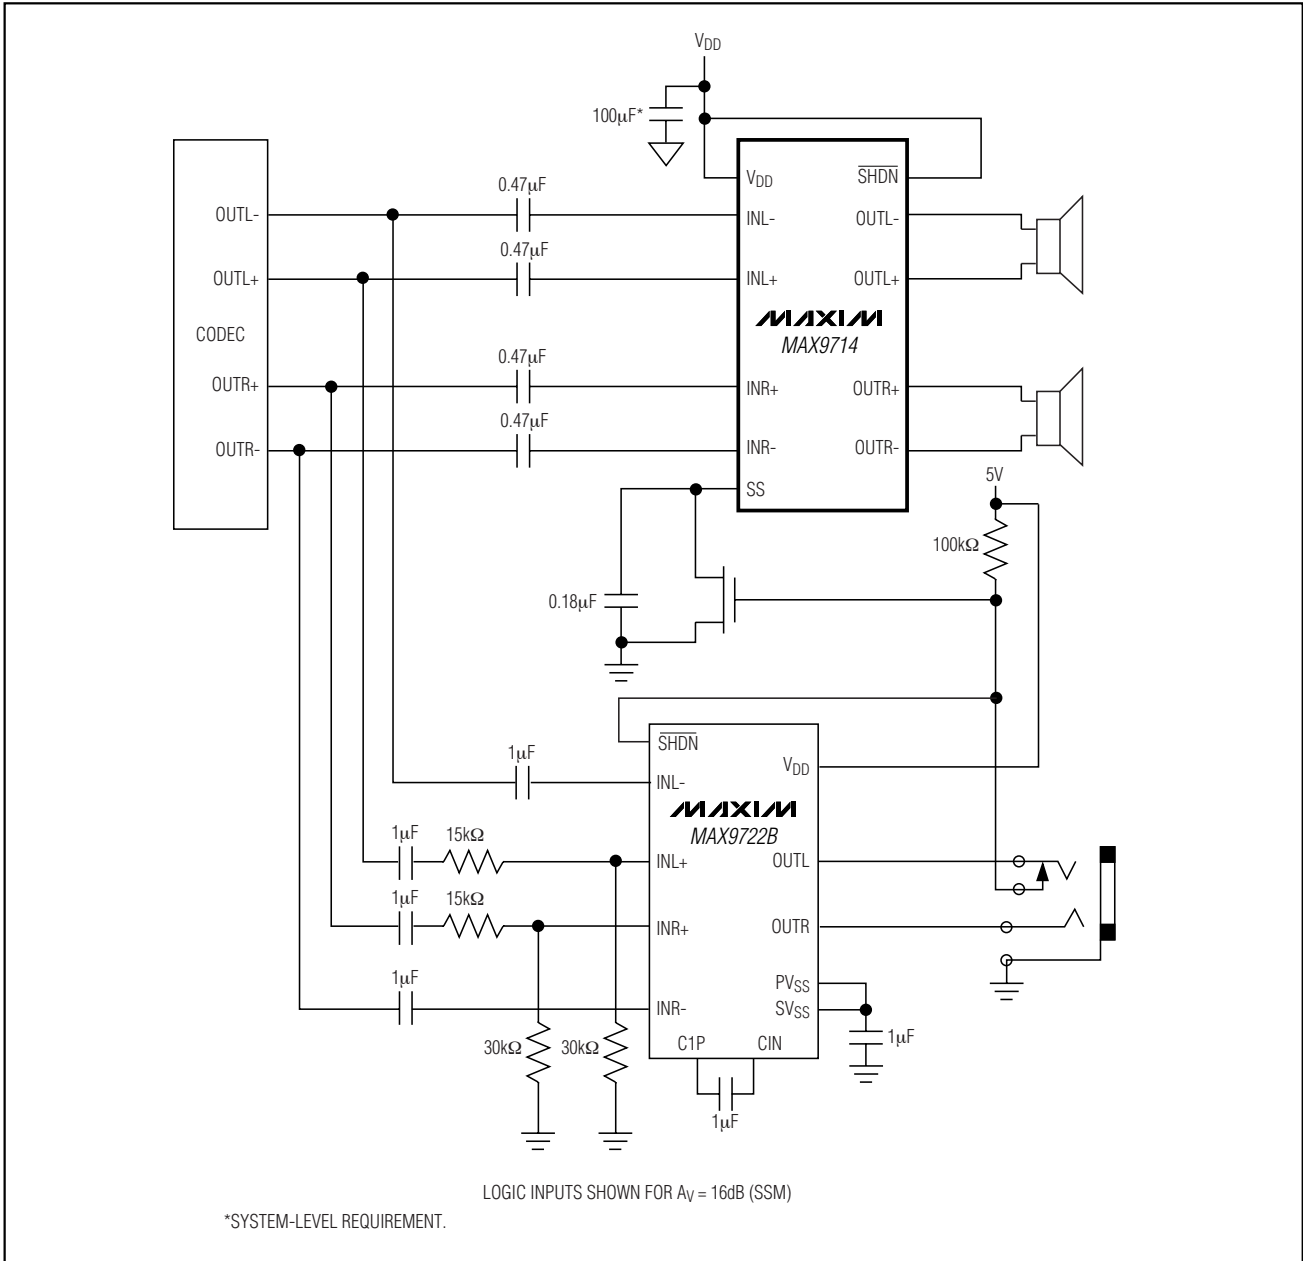 VDD
100µF*
VDD
SHDN
0.47µF
OUTL-
INL-
OUTL-
0.47µF
OUTL+
INL+
OUTL+
MAXIM
MAX9714
CODEC
0.47µF
OUTR+
INR+
OUTR+
0.47µF
OUTR-
INR-
OUTR-
5V
SS
100kΩ
0.18µF
SHDN
1µF
VDD
INL-
MAXIM
MAX9722B
1µF
15kΩ
INL+
OUTL
1µF
15kΩ
INR+
OUTR
1µF
PVSS
INR-
SVSS
1µF
30kΩ
30kΩ
C1P
CIN
1µF
LOGIC INPUTS SHOWN FOR AV = 16dB (SSM)
*SYSTEM-LEVEL REQUIREMENT.